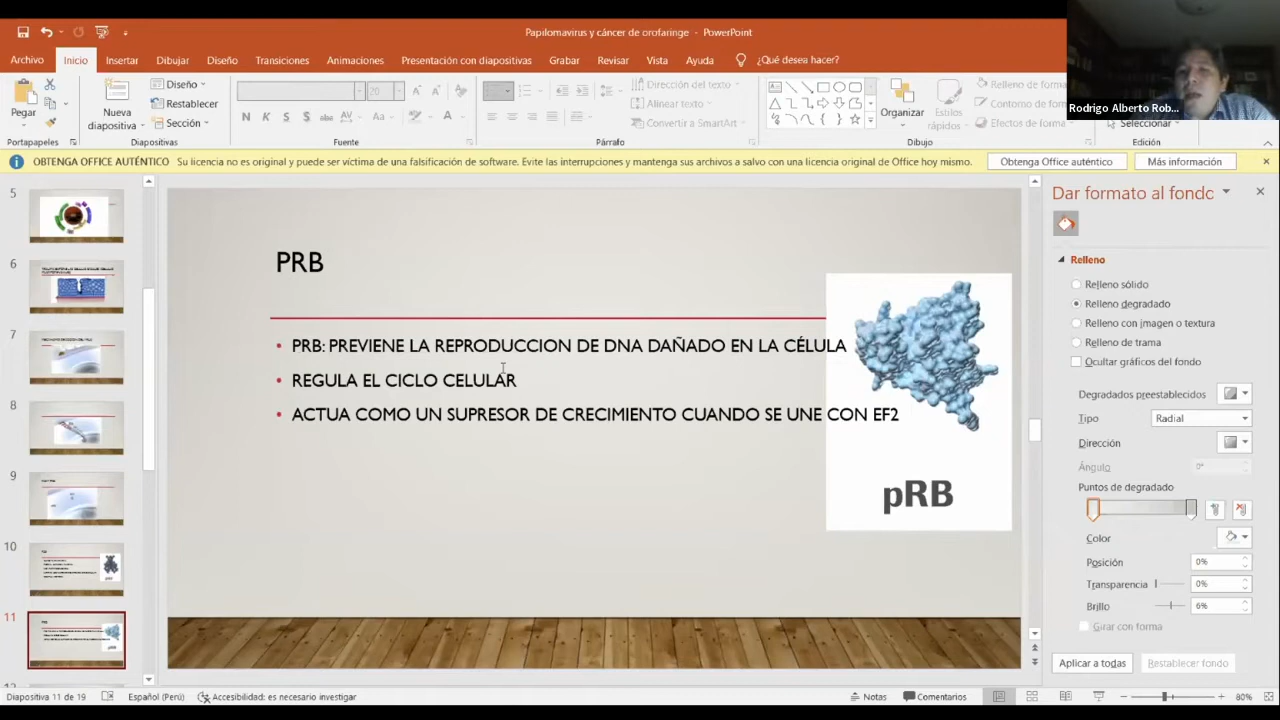 Papilomavirus y cáncer de orofaringe - PowerPoint
Archivo Inicio Insertar Dibujar Diseño Transiciones Animaciones Presentación con diapositivas Grabar Revisar Vista Ayuda ¿Qué desea hacer?
Rodrigo Alberto Rob...
Pegar
Nueva diapositiva
Diseño
Restablecer
Sección
20
Dirección del texto
Alinear texto
Convertir a SmartArt
Organizar
Estilos rápidos
Relleno de forma
Contorno de forma
Efectos de forma
Seleccionar
Portapapeles Diapositivas Fuente Párrafo Dibujo Edición
OBTENGA OFFICE AUTÉNTICO Su licencia no es original y puede ser víctima de una falsificación de software. Evite las interrupciones y mantenga sus archivos a salvo con una licencia original de Office hoy mismo. Obtenga Office auténtico Más información
5
6
7
8
9
10
11
PRB
• PRB: PREVIENE LA REPRODUCCION DE DNA DAÑADO EN LA CÉLULA
• REGULA EL CICLO CELULAR
• ACTUA COMO UN SUPRESOR DE CRECIMIENTO CUANDO SE UNE CON EF2
pRB
Dar formato al fondo
Relleno
Relleno sólido
Relleno degradado
Relleno con imagen o textura
Relleno de trama
Ocultar gráficos del fondo
Degradados preestablecidos
Tipo Radial
Dirección
Ángulo 0°
Puntos de degradado
Color
Posición 0%
Transparencia 0%
Brillo 6%
Girar con forma
Aplicar a todas Restablecer fondo
Diapositiva 11 de 19 Español (Perú) Accesibilidad: es necesario investigar Notas Comentarios 80%